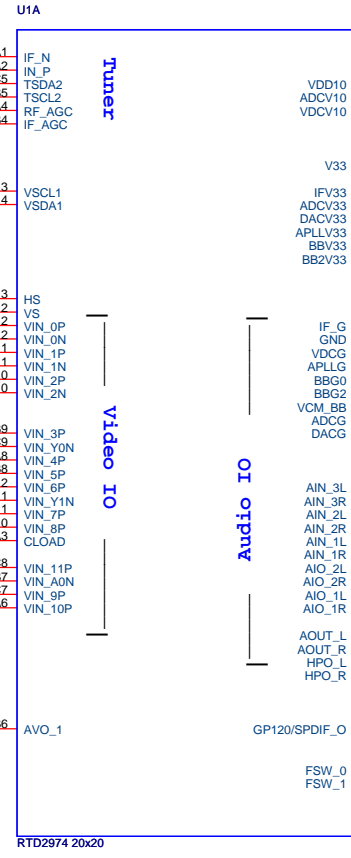 U1A
IF_N
IN_P
TSDA2
TSCL2
RF_AGC
IF_AGC
Tuner
VDD10
ADCV10
VDCV10
V33
VSCL1
VSDA1
IFV33
ADCV33
DACV33
APLLV33
BBV33
BB2V33
HS
VS
VIN_0P
VIN_0N
VIN_1P
VIN_1N
VIN_2P
VIN_2N
VIN_3P
VIN_Y0N
VIN_4P
VIN_5P
VIN_6P
VIN_Y1N
VIN_7P
VIN_8P
CLOAD
VIN_11P
VIN_A0N
VIN_9P
VIN_10P
Video IO
IF_G
GND
VDCG
APLLG
BBG0
BBG2
VCM_BB
ADCG
DACG
Audio IO
AIN_3L
AIN_3R
AIN_2L
AIN_2R
AIN_1L
AIN_1R
AIO_2L
AIO_2R
AIO_1L
AIO_1R
AOUT_L
AOUT_R
HPO_L
HPO_R
AVO_1
GP120/SPDIF_O
FSW_0
FSW_1
RTD2974 20x20